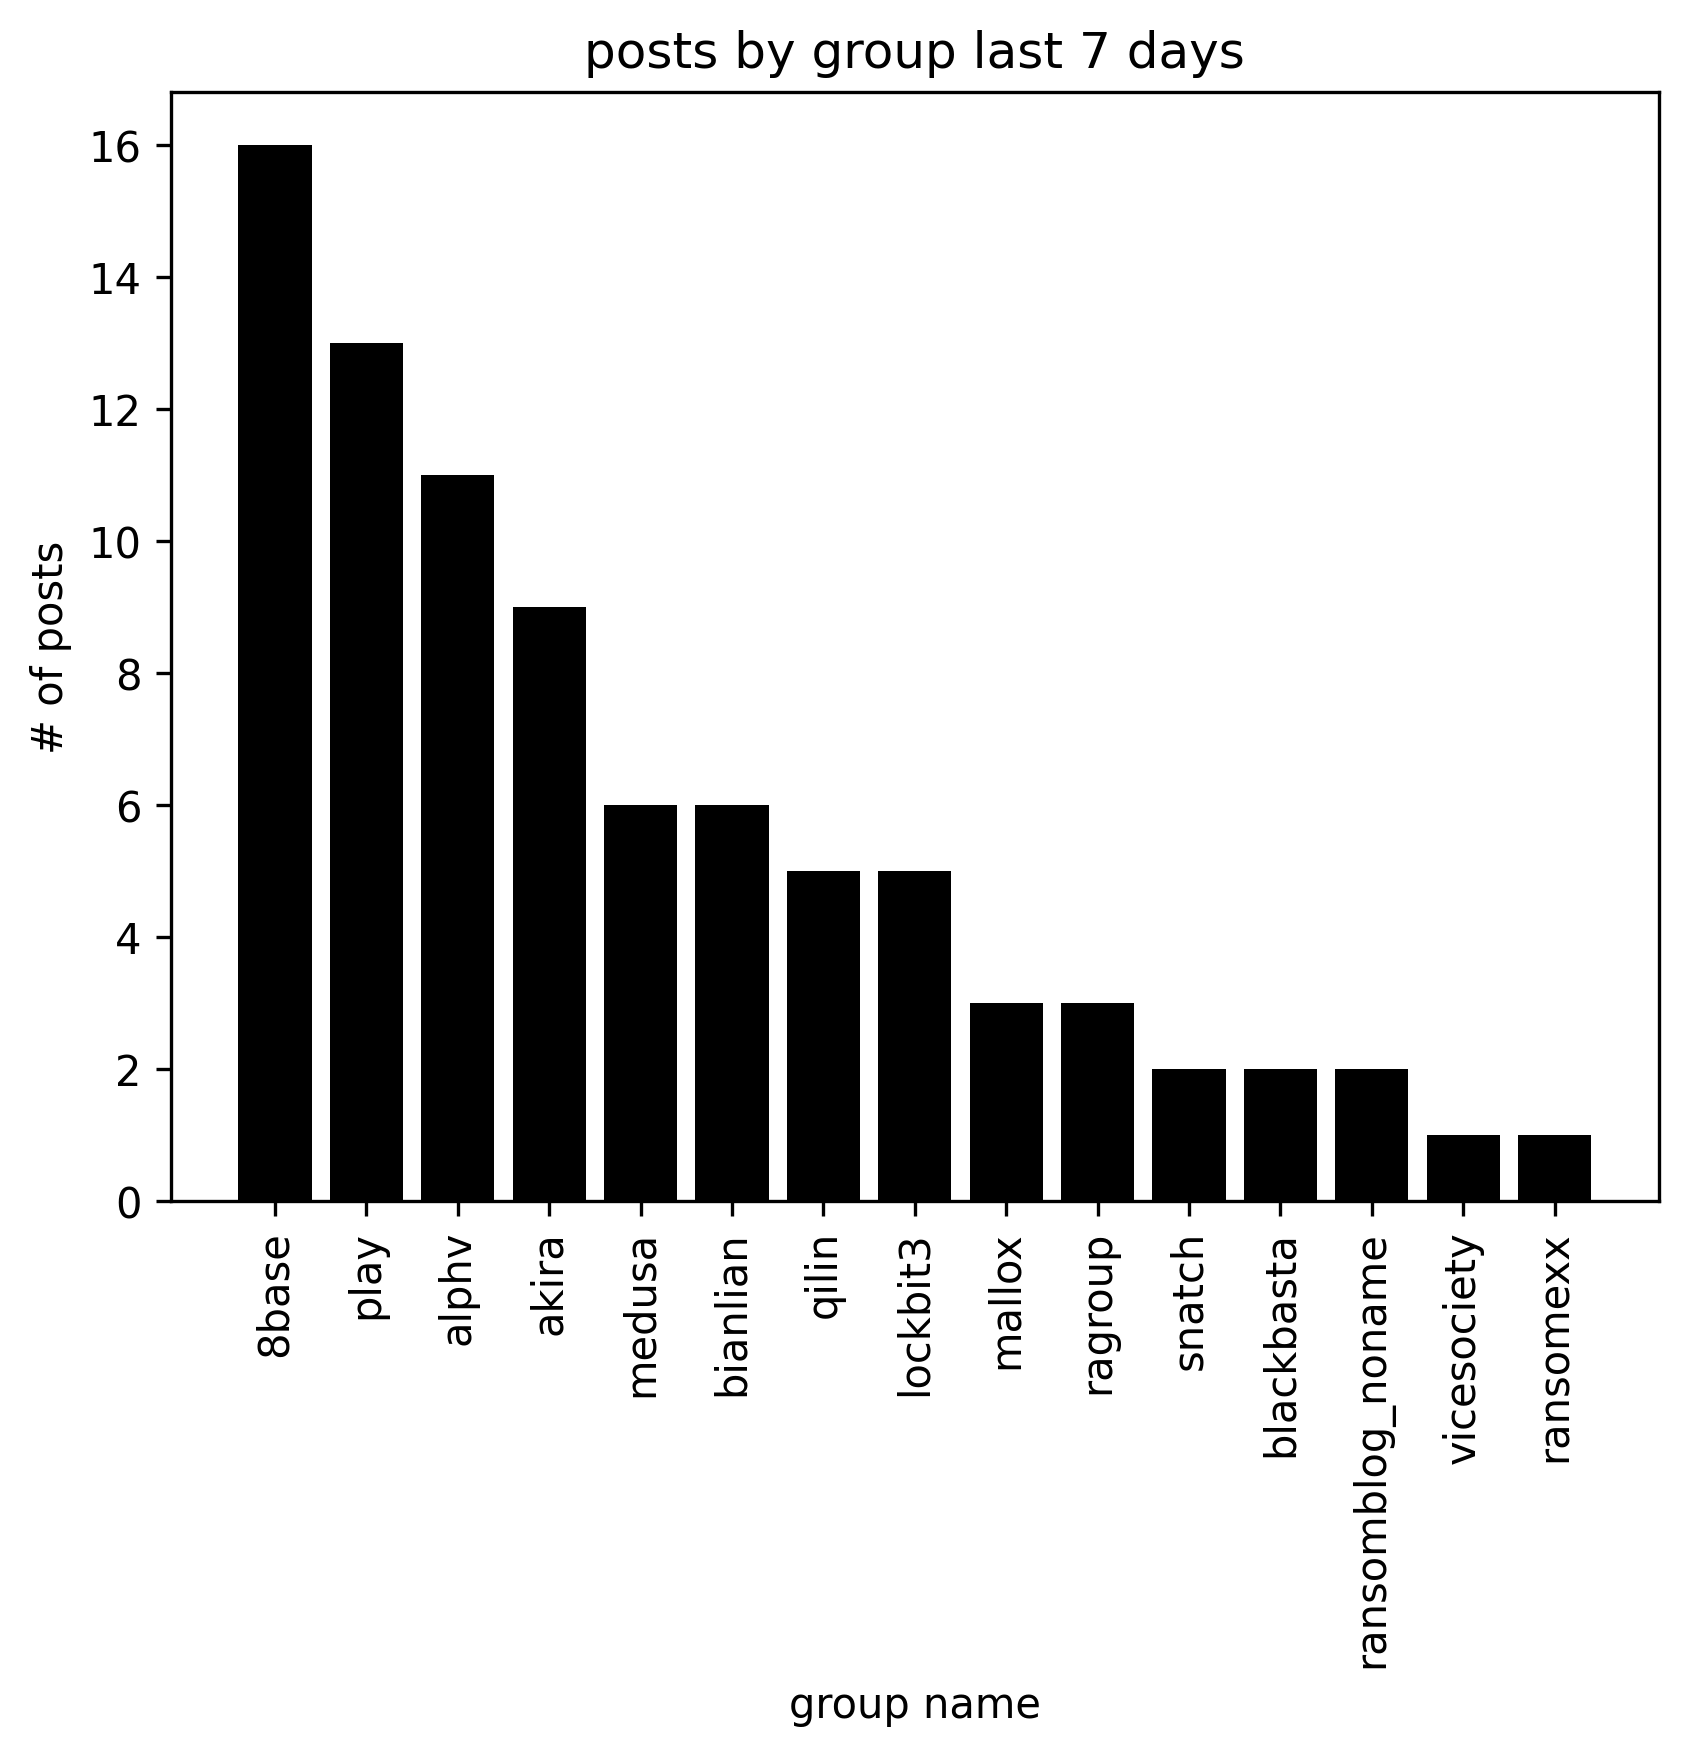 posts by group last 7 days
16
14
12
10
8
6
4
2
0
# of posts
8base
play
alphv
akira
medusa
bianlian
qilin
lockbit3
mallox
ragroup
snatch
blackbasta
ransomblog_noname
vicesociety
ransomexx
group name